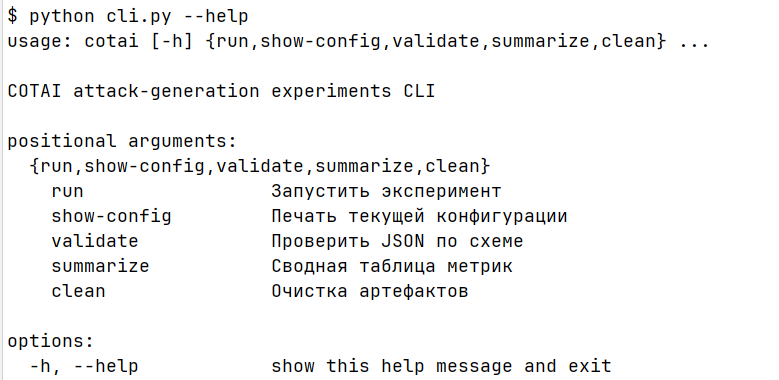 $ python cli.py --help
usage: cotai [-h] {run,show-config,validate,summarize,clean} ...
COTAI attack-generation experiments CLI
positional arguments:
{run,show-config,validate,summarize,clean}
run Запустить эксперимент
show-config Печать текущей конфигурации
validate Проверить JSON по схеме
summarize Сводная таблица метрик
clean Очистка артефактов
options:
-h, --help show this help message and exit